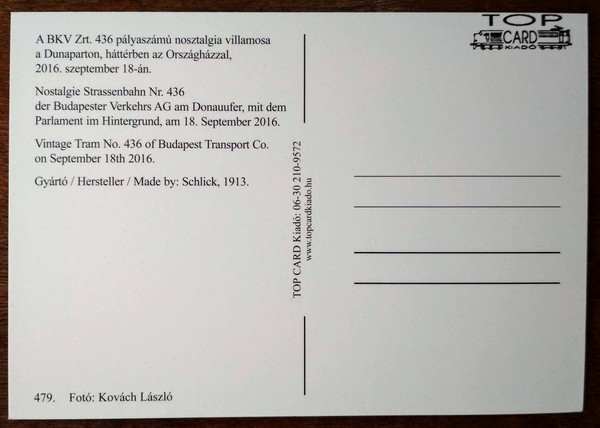 A BKV Zrt. 436 pályaszámú nosztalgia villamosa
a Dunaparton, háttérben az Országházzal,
2016. szeptember 18-án.
Nostalgie Strassenbahn Nr. 436
der Budapester Verkehrs AG am Donauufer, mit dem
Parlament im Hintergrund, am 18. September 2016.
Vintage Tram No. 436 of Budapest Transport Co.
on September 18th 2016.
Gyártó / Hersteller / Made by: Schlick, 1913.
479. Fotó: Kovách László
TOP CARD Kiadó: 06-30 210-9572
www.topcardkiado.hu
TOP
CARD
KIADÓ